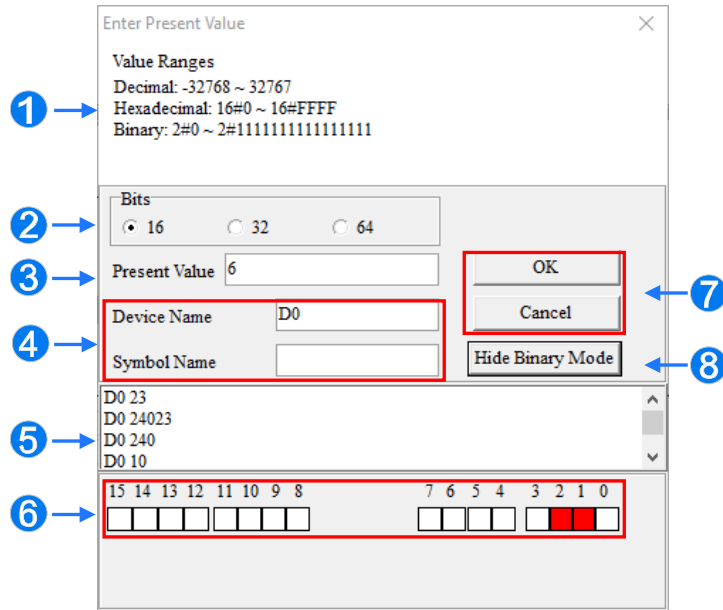 Enter Present Value
Value Ranges
Decimal: -32768 ~ 32767
1 Hexadecimal: 16#0 ~ 16#FFFF
Binary: 2#0 ~ 2#1111111111111111
Bits
2 16 32 64
3 Present Value 6 OK
7
Device Name D0 Cancel
4
Symbol Name Hide Binary Mode 8
D0 23
D0 24023
5 D0 240
D0 10
15 14 13 12 11 10 9 8 7 6 5 4 3 2 1 0
6